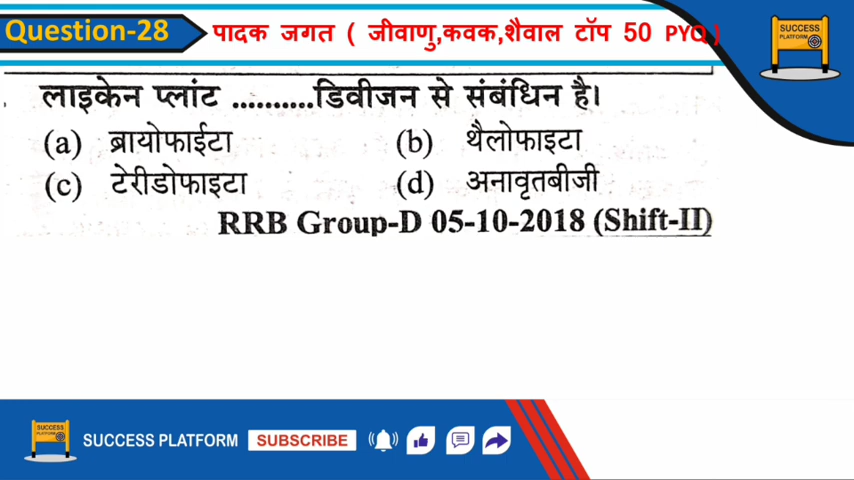 Question-28
पादक जगत ( जीवाणु,कवक,शैवाल टॉप 50 PYQ )
SUCCESS
PLATFORM
लाइकेन प्लांट ..........डिवीजन से संबंधिन है।
(a) ब्रायोफाईटा (b) थैलोफाइटा
(c) टेरीडोफाइटा (d) अनावृतबीजी
RRB Group-D 05-10-2018 (Shift-II)
SUCCESS
PLATFORM
SUCCESS PLATFORM SUBSCRIBE